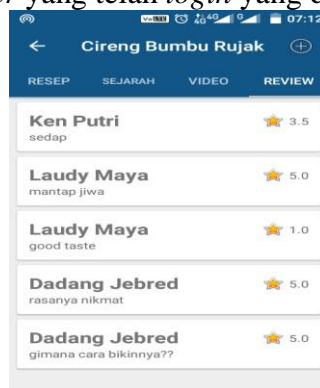 yang telah login yang
07:12
Cireng Bumbu Rujak
RESEP SEJARAH VIDEO REVIEW
Ken Putri 3.5
sedap
Laudy Maya 5.0
mantap jiwa
Laudy Maya 1.0
good taste
Dadang Jebred 5.0
rasanya nikmat
Dadang Jebred 5.0
gimana cara bikinnya??